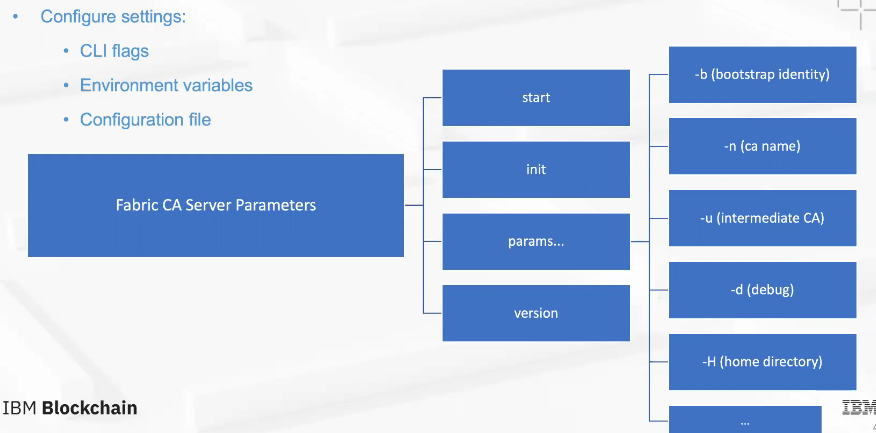 • Configure settings:
• CLI flags
• Environment variables
• Configuration file
Fabric CA Server Parameters
start
init
params...
version
-b (bootstrap identity)
-n (ca name)
-u (intermediate CA)
-d (debug)
-H (home directory)
...
IBM Blockchain
IBM